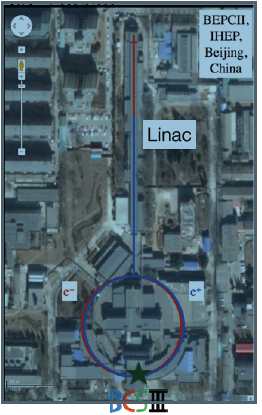 BEPCII,
IHEP,
Beijing,
China
Linac
e⁻
e⁺
BESIII